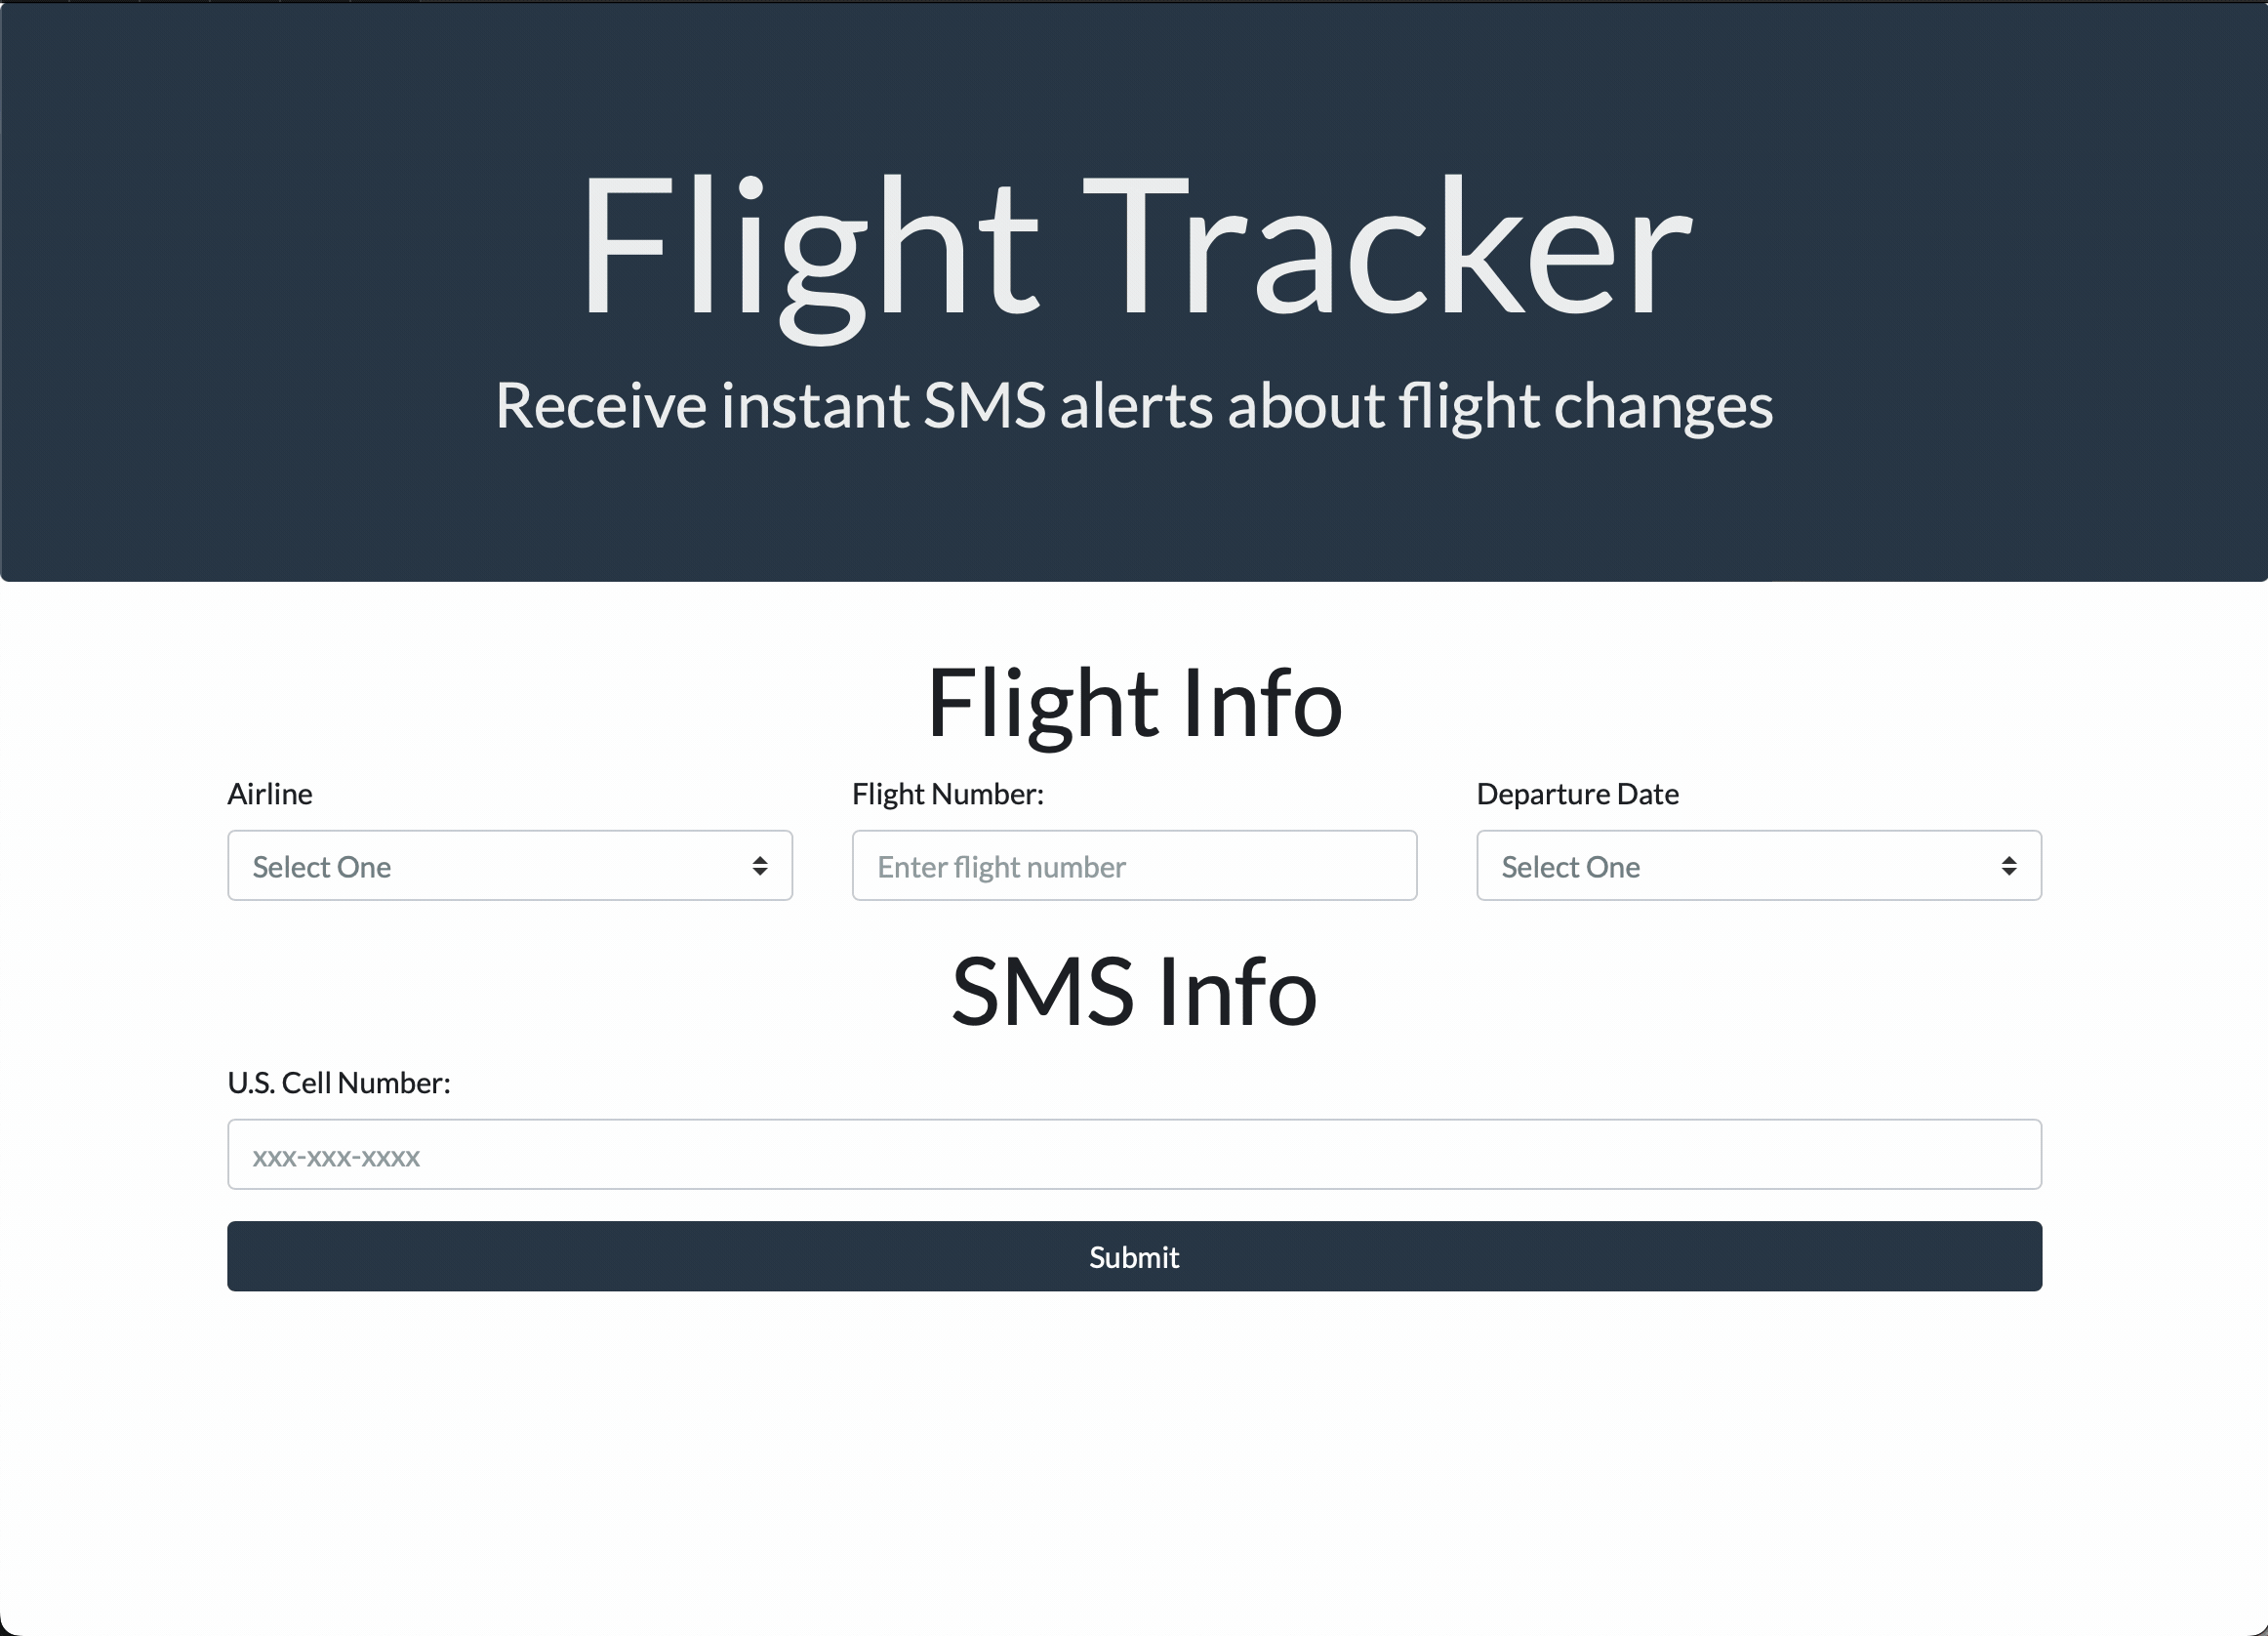 Flight Tracker
Receive instant SMS alerts about flight changes
Flight Info
Airline
Flight Number:
Departure Date
Select One
Enter flight number
Select One
SMS Info
U.S. Cell Number:
xxx-xxx-xxxx
Submit